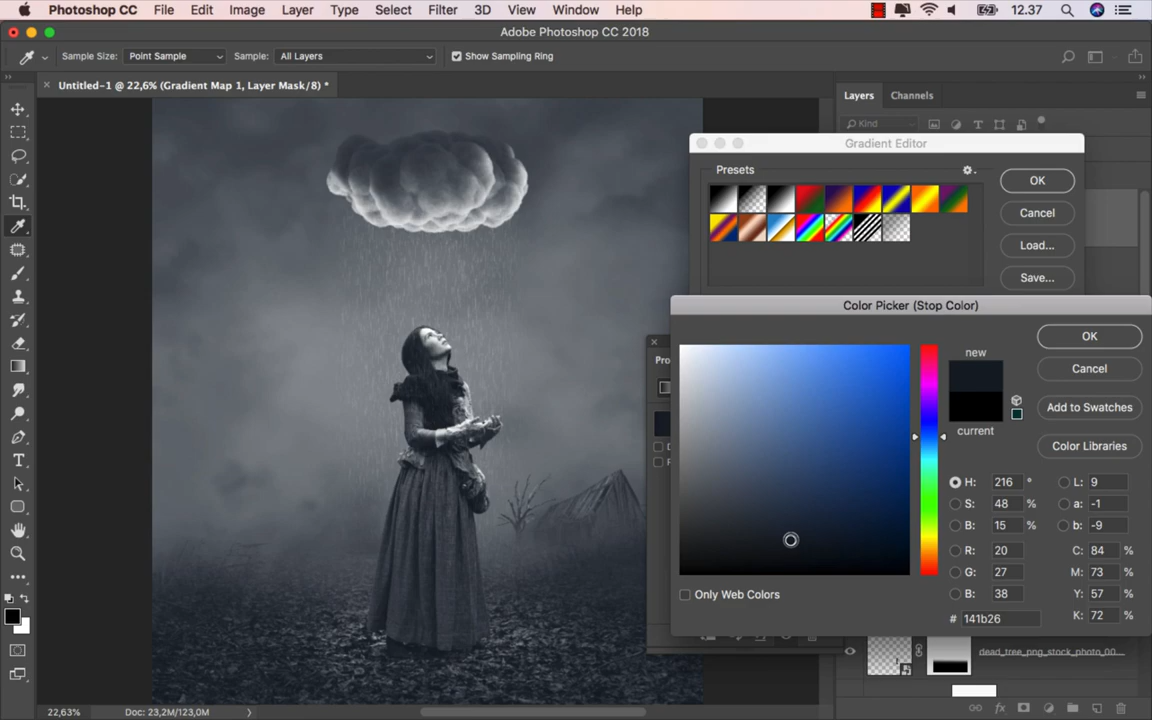 Photoshop CC File Edit Image Layer Type Select Filter 3D View Window Help 12.37
Adobe Photoshop CC 2018
Sample Size: Point Sample Sample: All Layers Show Sampling Ring
Untitled-1 @ 22,6% (Gradient Map 1, Layer Mask/8) *
Layers Channels
Kind
Gradient Editor
Presets
OK
Cancel
Load...
Save...
Color Picker (Stop Color)
new
current
OK
Cancel
Add to Swatches
Color Libraries
H: 216 °
S: 48 %
B: 15 %
R: 20
G: 27
B: 38
# 141b26
L: 9
a: -1
b: -9
C: 84 %
M: 73 %
Y: 57 %
K: 72 %
Only Web Colors
Pro
dead_tree_png_stock_photo_00...
22,63% Doc: 23,2M/123,0M